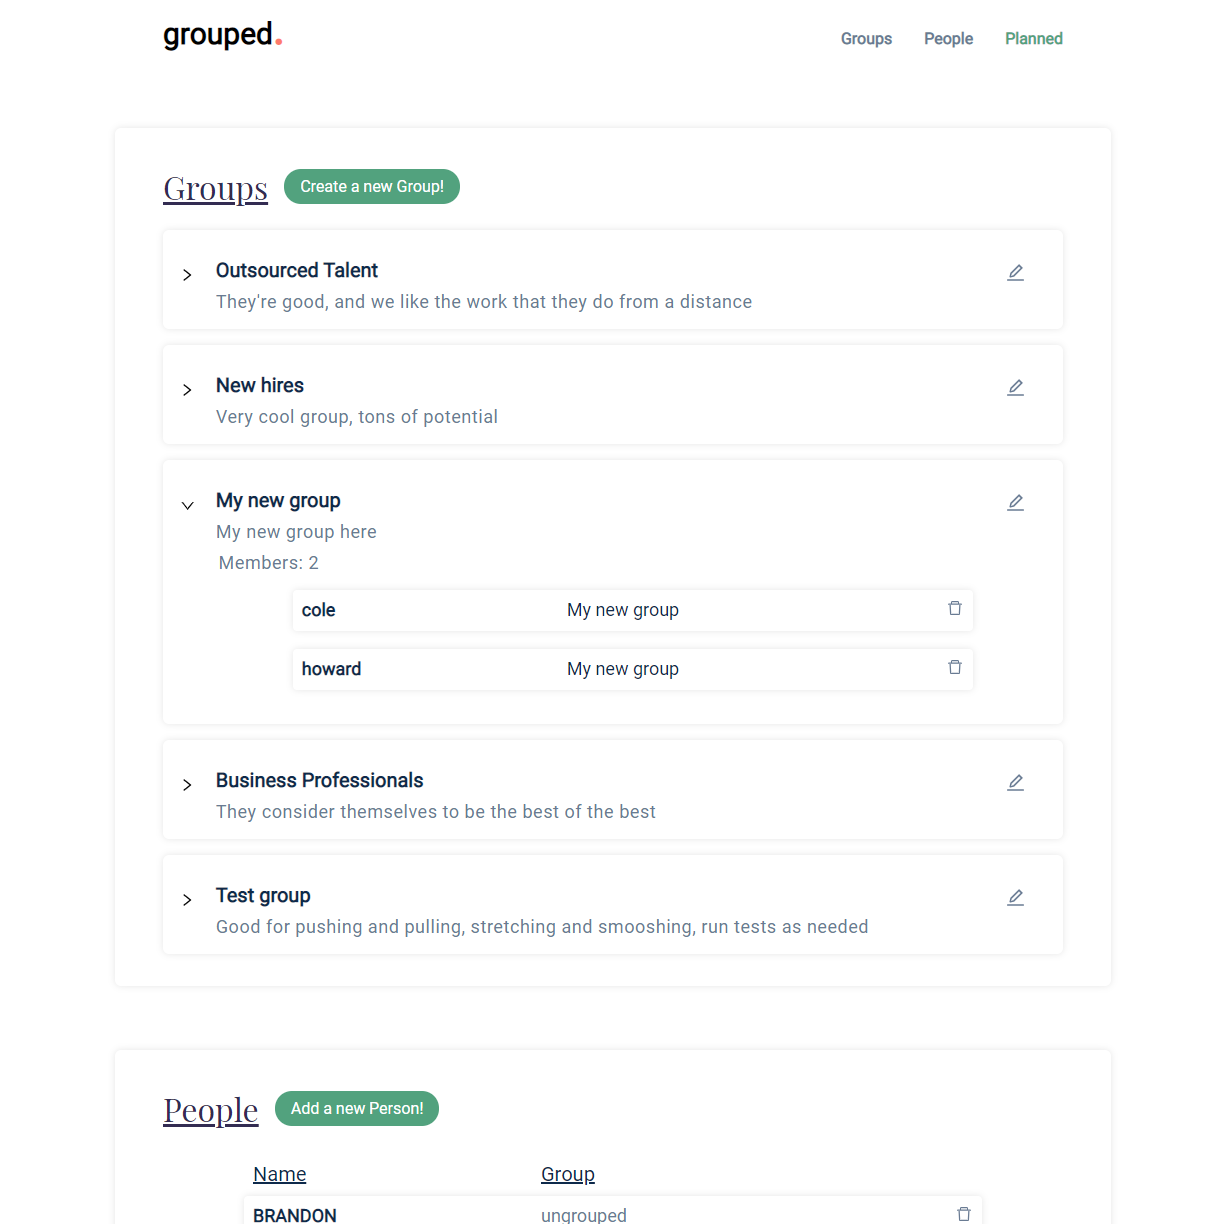 grouped.
Groups People Planned
Groups Create a new Group!
Outsourced Talent
They're good, and we like the work that they do from a distance
New hires
Very cool group, tons of potential
My new group
My new group here
Members: 2
cole My new group
howard My new group
Business Professionals
They consider themselves to be the best of the best
Test group
Good for pushing and pulling, stretching and smooshing, run tests as needed
People Add a new Person!
Name Group
BRANDON ungrouped